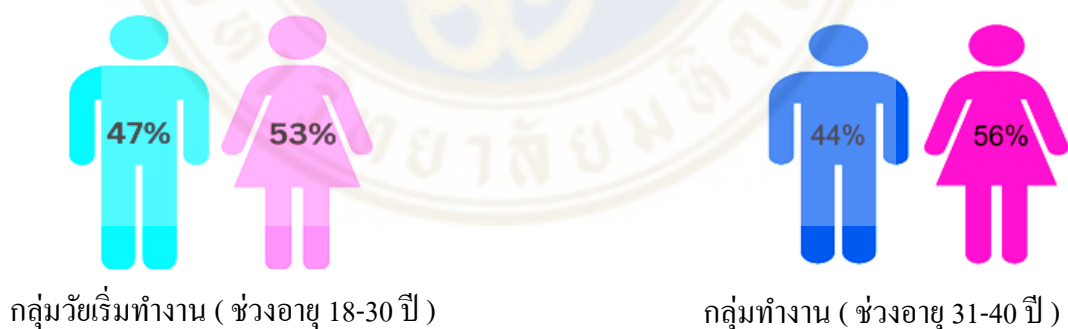 47% 53% 44% 56%
กลุ่มวัยเริ่มทำงาน ( ช่วงอายุ 18-30 ปี ) กลุ่มทำงาน ( ช่วงอายุ 31-40 ปี )